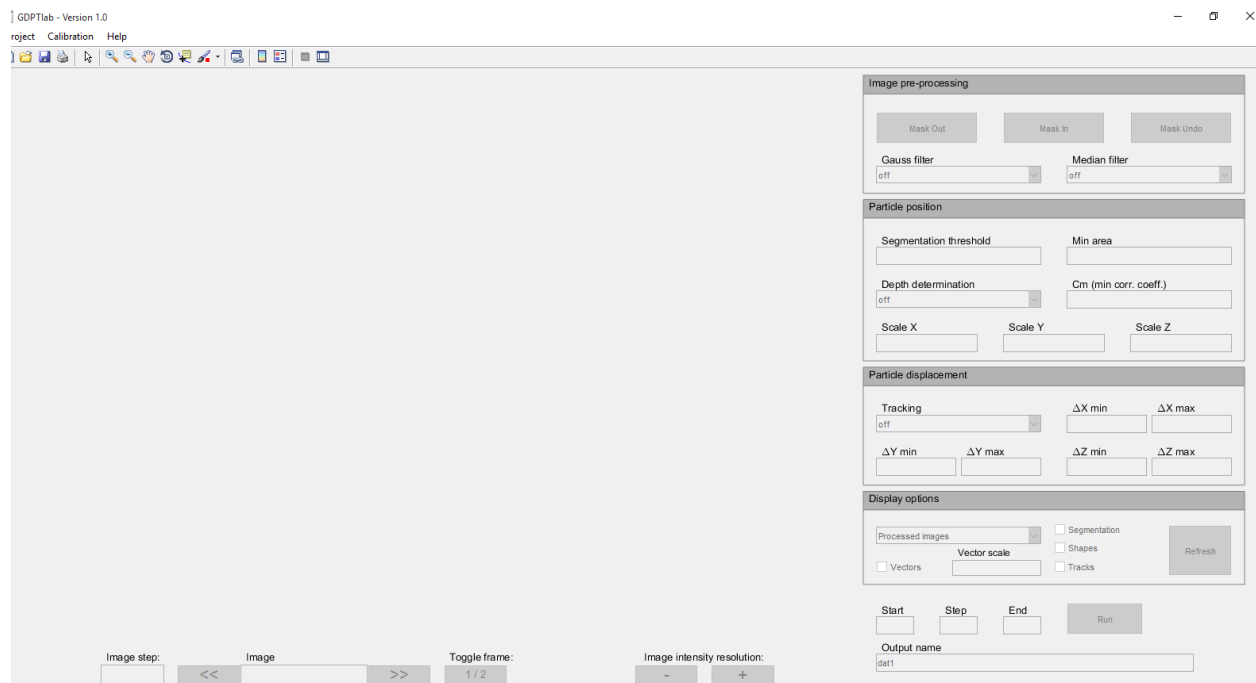 GDPTlab - Version 1.0
roject Calibration Help
Image pre-processing
Mask Out Mask In Mask Undo
Gauss filter Median filter
off off
Particle position
Segmentation threshold Min area
Depth determination Cm (min corr. coeff.)
off
Scale X Scale Y Scale Z
Particle displacement
Tracking ΔX min ΔX max
off
ΔY min ΔY max ΔZ min ΔZ max
Display options
Processed images Segmentation
Vector scale Shapes Refresh
Vectors Tracks
Start Step End Run
Output name
dat1
Image step: Image Toggle frame: Image intensity resolution:
<< >> 1 / 2 - +